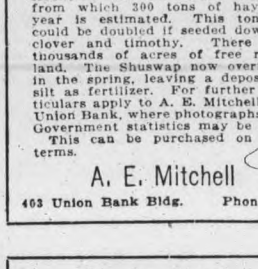 from which 300 tons of hay
year is estimated. This ton
could be doubled if seeded dow
clover and timothy. There
thousands of acres of free r
land. The Shuswap now over
in the spring, leaving a depos
silt as fertilizer. For further
ticulars apply to A. E. Mitchell
Union Bank, where photographs
Government statistics may be
This can be purchased on
terms.
A. E. Mitchell
403 Union Bank Bldg. Phon